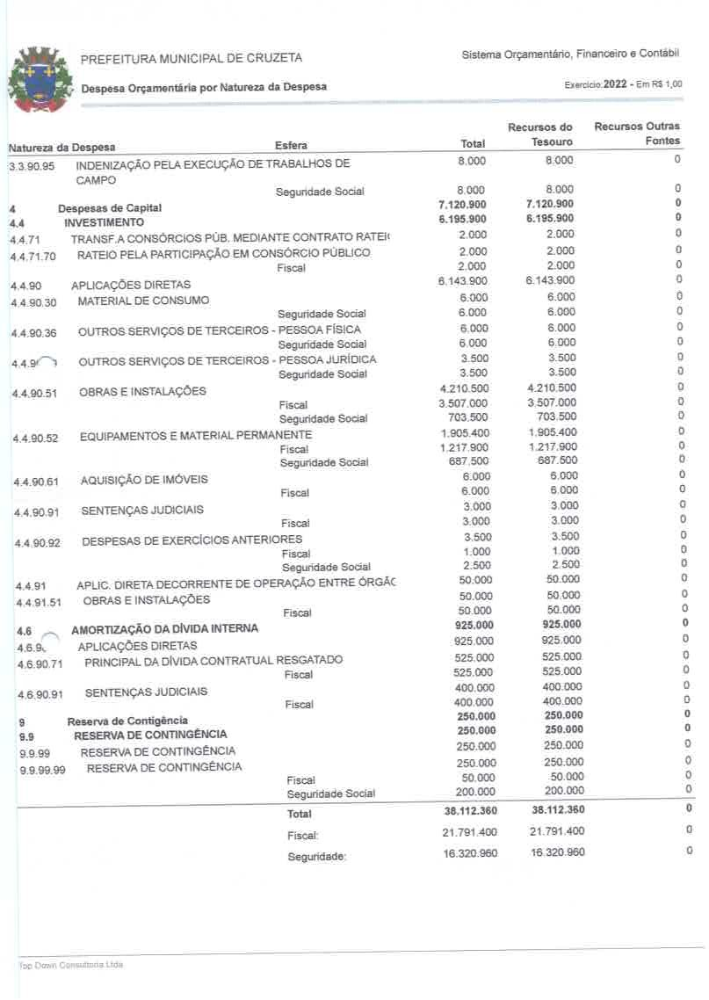 PREFEITURA MUNICIPAL DE CRUZETA Sistema Orçamentário, Financeiro e Contábil
Despesa Orçamentária por Natureza da Despesa Exercício:2022 - Em R$ 1,00
Recursos do Recursos Outras
Natureza da Despesa Esfera Total Tesouro Fontes
3.3.90.95 INDENIZAÇÃO PELA EXECUÇÃO DE TRABALHOS DE 8.000 8.000 0
CAMPO
Seguridade Social 8.000 8.000 0
4 Despesas de Capital 7.120.900 7.120.900 0
4.4 INVESTIMENTO 6.195.900 6.195.900 0
4.4.71 TRANSF.A CONSÓRCIOS PÚB. MEDIANTE CONTRATO RATEI 2.000 2.000 0
4.4.71.70 RATEIO PELA PARTICIPAÇÃO EM CONSÓRCIO PÚBLICO 2.000 2.000 0
Fiscal 2.000 2.000 0
4.4.90 APLICAÇÕES DIRETAS 6.143.900 6.143.900 0
4.4.90.30 MATERIAL DE CONSUMO 6.000 6.000 0
Seguridade Social 6.000 6.000 0
4.4.90.36 OUTROS SERVIÇOS DE TERCEIROS - PESSOA FÍSICA 6.000 6.000 0
Seguridade Social 6.000 6.000 0
4.4.9 OUTROS SERVIÇOS DE TERCEIROS - PESSOA JURÍDICA 3.500 3.500 0
Seguridade Social 3.500 3.500 0
4.4.90.51 OBRAS E INSTALAÇÕES 4.210.500 4.210.500 0
Fiscal 3.507.000 3.507.000 0
Seguridade Social 703.500 703.500 0
4.4.90.52 EQUIPAMENTOS E MATERIAL PERMANENTE 1.905.400 1.905.400 0
Fiscal 1.217.900 1.217.900 0
Seguridade Social 687.500 687.500 0
4.4.90.61 AQUISIÇÃO DE IMÓVEIS 6.000 6.000 0
Fiscal 6.000 6.000 0
4.4.90.91 SENTENÇAS JUDICIAIS 3.000 3.000 0
Fiscal 3.000 3.000 0
4.4.90.92 DESPESAS DE EXERCÍCIOS ANTERIORES 3.500 3.500 0
Fiscal 1.000 1.000 0
Seguridade Social 2.500 2.500 0
4.4.91 APLIC. DIRETA DECORRENTE DE OPERAÇÃO ENTRE ÓRGÃ 50.000 50.000 0
4.4.91.51 OBRAS E INSTALAÇÕES 50.000 50.000 0
Fiscal 50.000 50.000 0
4.6 AMORTIZAÇÃO DA DÍVIDA INTERNA 925.000 925.000 0
4.6.9 APLICAÇÕES DIRETAS 925.000 925.000 0
4.6.90.71 PRINCIPAL DA DÍVIDA CONTRATUAL RESGATADO 525.000 525.000 0
Fiscal 525.000 525.000 0
4.6.90.91 SENTENÇAS JUDICIAIS 400.000 400.000 0
Fiscal 400.000 400.000 0
9 Reserva de Contigência 250.000 250.000 0
9.9 RESERVA DE CONTINGÊNCIA 250.000 250.000 0
9.9.99 RESERVA DE CONTINGÊNCIA 250.000 250.000 0
9.9.99.99 RESERVA DE CONTINGÊNCIA 250.000 250.000 0
Fiscal 50.000 50.000 0
Seguridade Social 200.000 200.000 0
Total 38.112.360 38.112.360 0
Fiscal: 21.791.400 21.791.400 0
Seguridade: 16.320.960 16.320.960 0
Top Down Consultoria Ltda